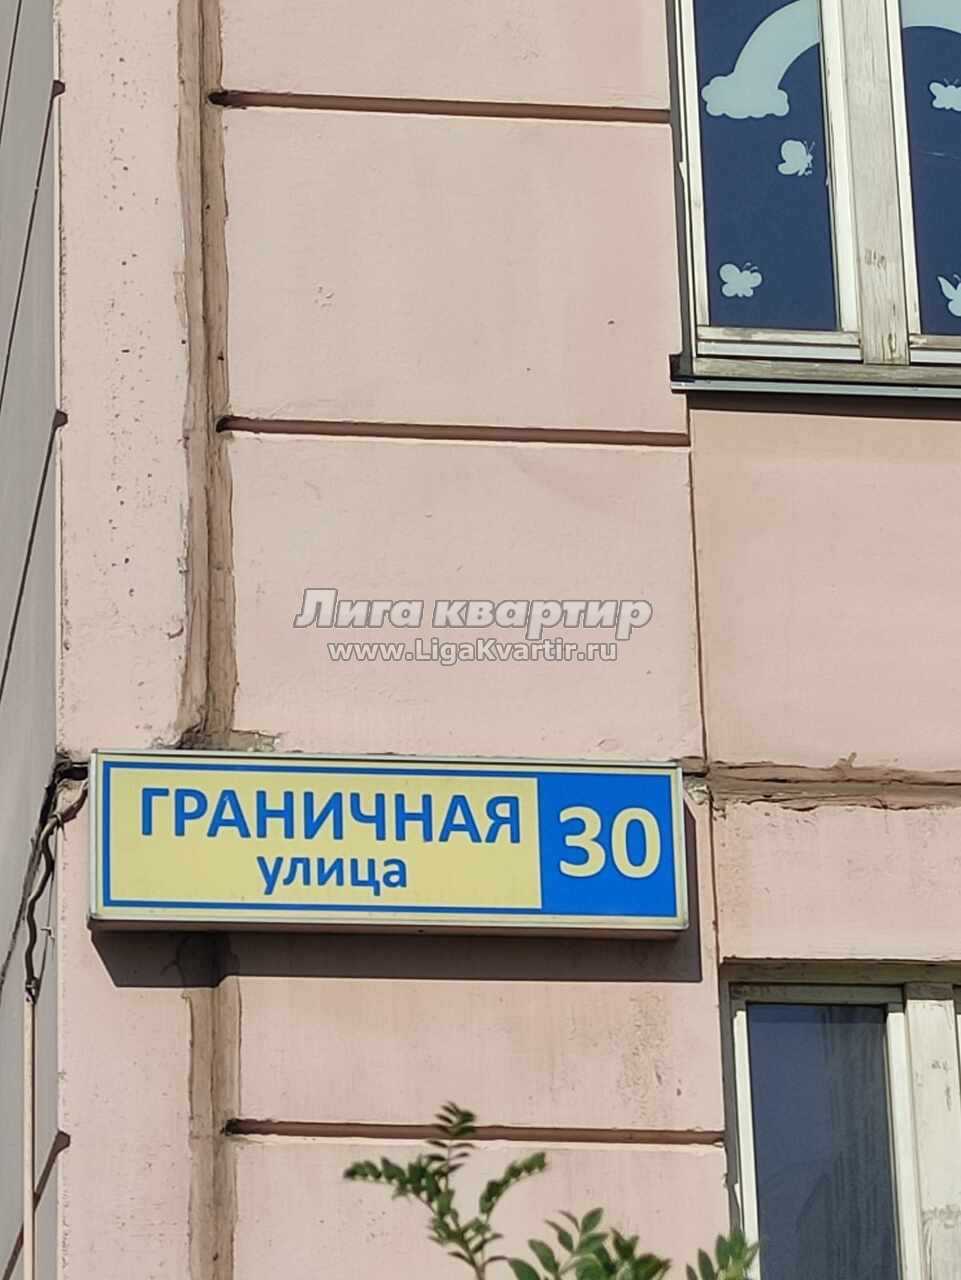 Лига квартир
www.LigaKvartir.ru
ГРАНИЧНАЯ 30
улица